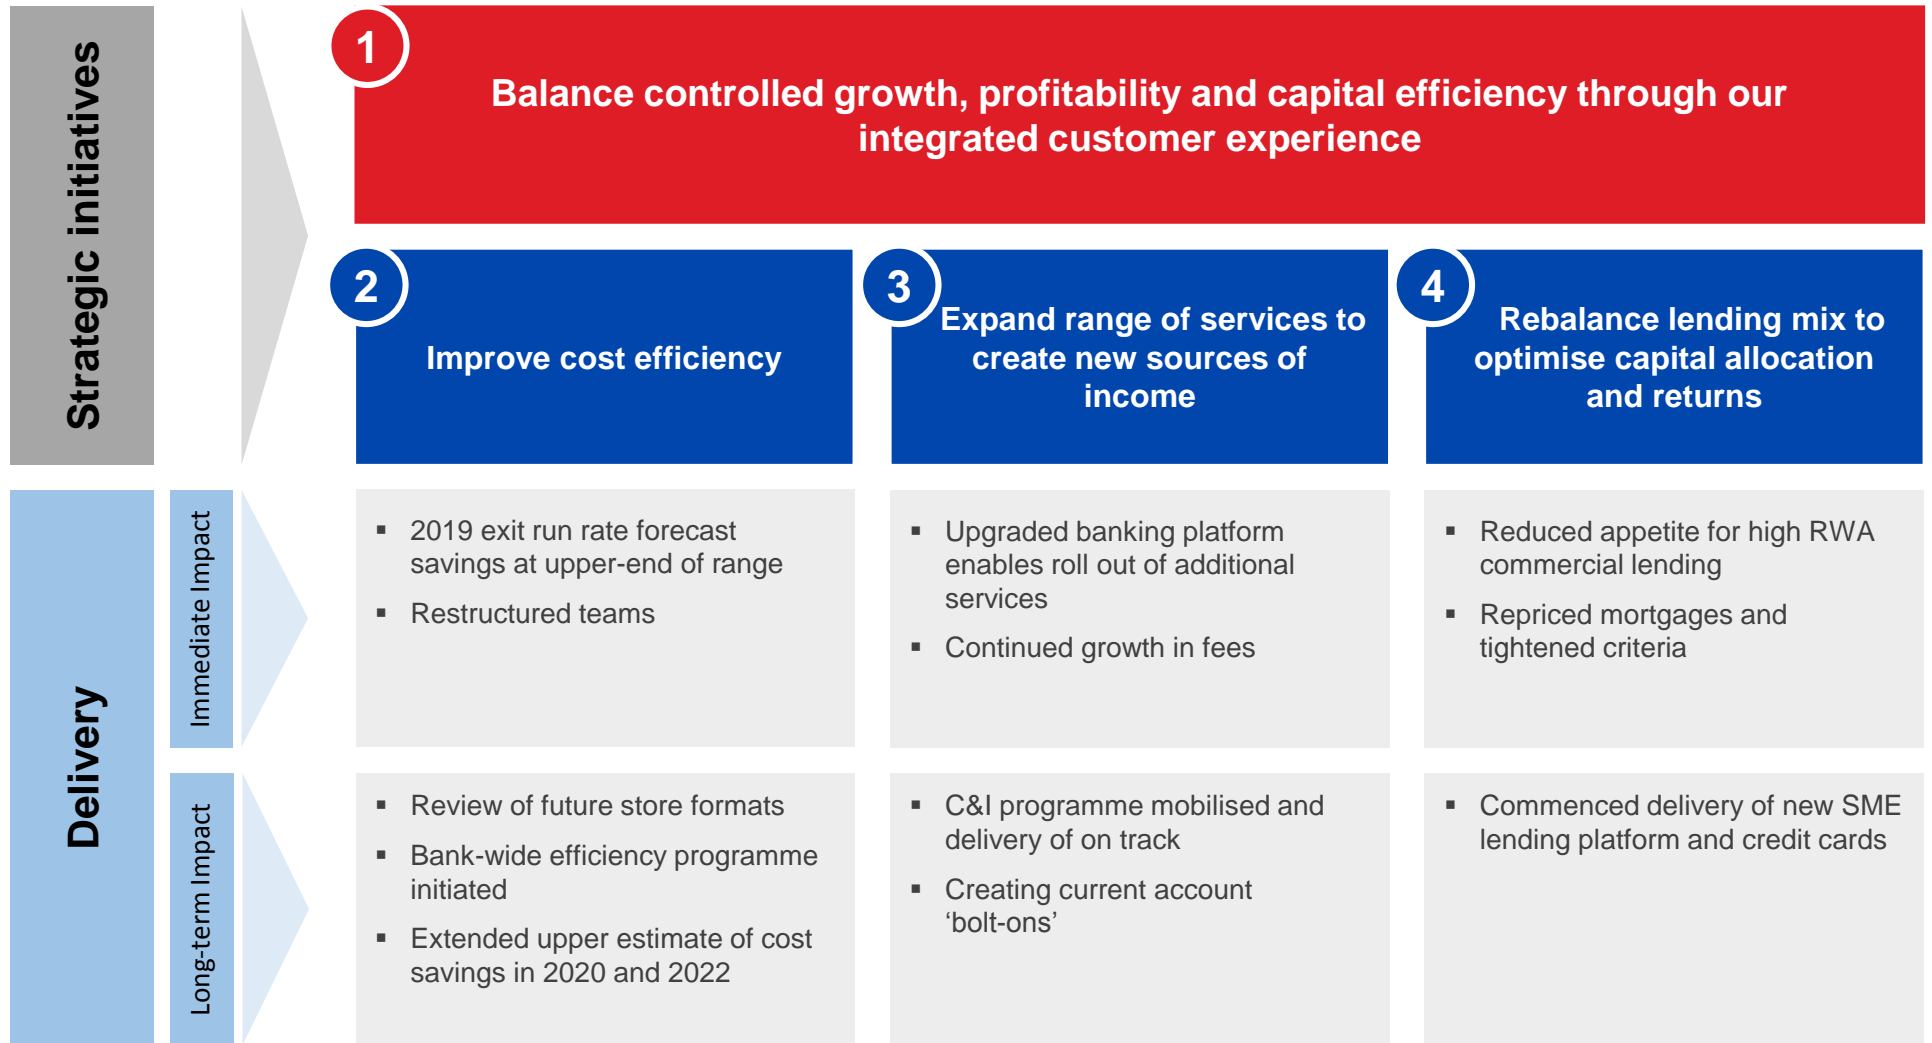 Strategic initiatives
1
Balance controlled growth, profitability and capital efficiency through our
integrated customer experience
2
Improve cost efficiency
3
Expand range of services to
create new sources of
income
4
Rebalance lending mix to
optimise capital allocation
and returns
Delivery
Immediate Impact
▪ 2019 exit run rate forecast
savings at upper-end of range
▪ Restructured teams
▪ Upgraded banking platform
enables roll out of additional
services
▪ Continued growth in fees
▪ Reduced appetite for high RWA
commercial lending
▪ Repriced mortgages and
tightened criteria
Long-term Impact
▪ Review of future store formats
▪ Bank-wide efficiency programme
initiated
▪ Extended upper estimate of cost
savings in 2020 and 2022
▪ C&I programme mobilised and
delivery of on track
▪ Creating current account
‘bolt-ons’
▪ Commenced delivery of new SME
lending platform and credit cards